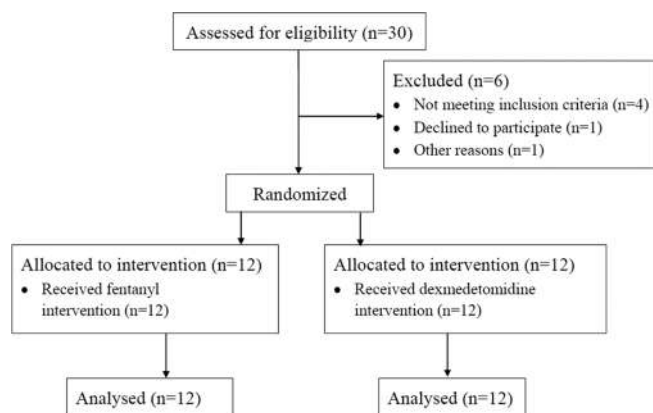 Assessed for eligibility (n=30)
Excluded (n=6)
• Not meeting inclusion criteria (n=4)
• Declined to participate (n=1)
• Other reasons (n=1)
Randomized
Allocated to intervention (n=12)
• Received fentanyl
intervention (n=12)
Allocated to intervention (n=12)
• Received dexmedetomidine
intervention (n=12)
Analysed (n=12)
Analysed (n=12)